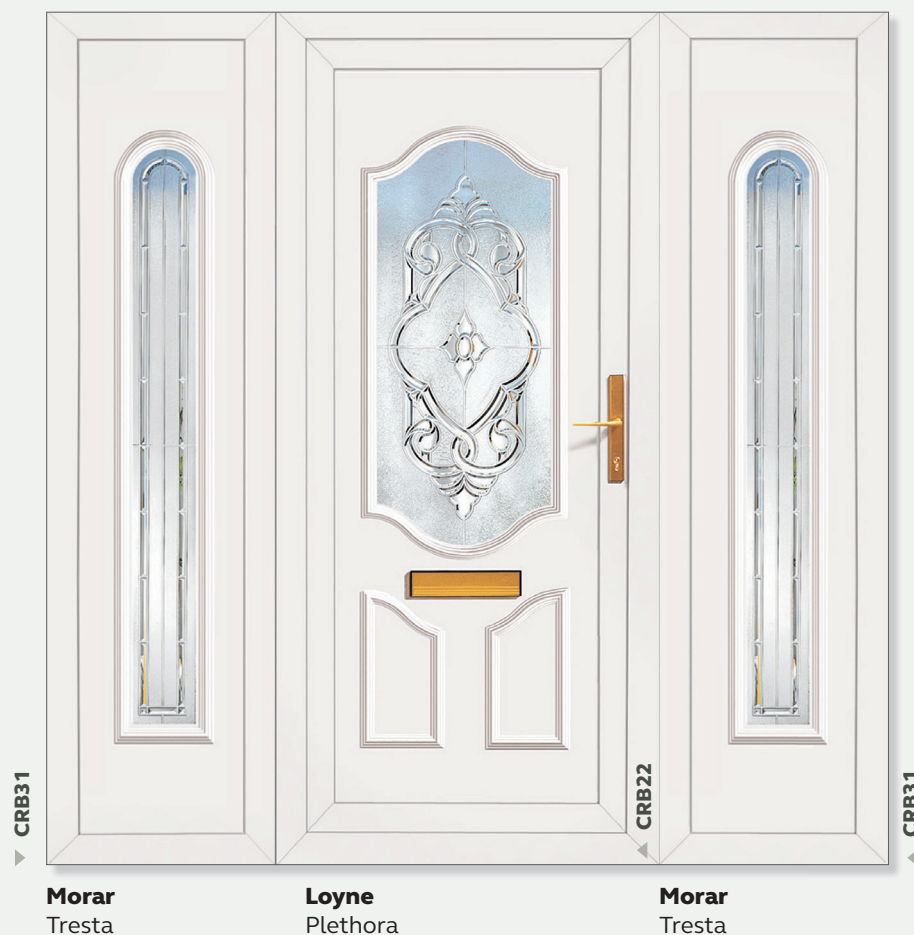 CRB31
CRB22
CRB31
Morar
Tresta
Loyne
Plethora
Morar
Tresta